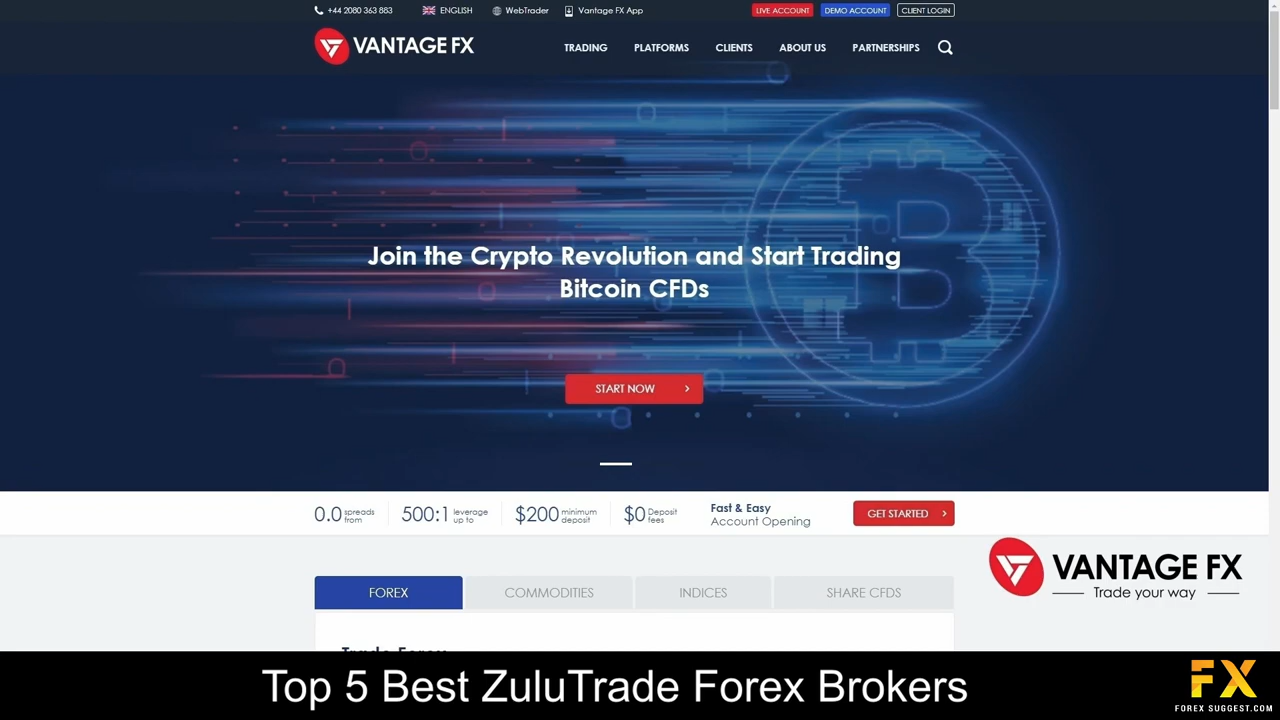 +44 2080 363 883 ENGLISH WebTrader Vantage FX App LIVE ACCOUNT DEMO ACCOUNT CLIENT LOGIN
VANTAGE FX TRADING PLATFORMS CLIENTS ABOUT US PARTNERSHIPS
Join the Crypto Revolution and Start Trading
Bitcoin CFDs
START NOW
0.0 spreads from 500:1 leverage up to $200 minimum deposit $0 Deposit fees
Fast & Easy
Account Opening
GET STARTED
VANTAGE FX
Trade your way
FOREX COMMODITIES INDICES SHARE CFDS
Trade Forex
Top 5 Best ZuluTrade Forex Brokers
FX
FOREX SUGGEST.COM